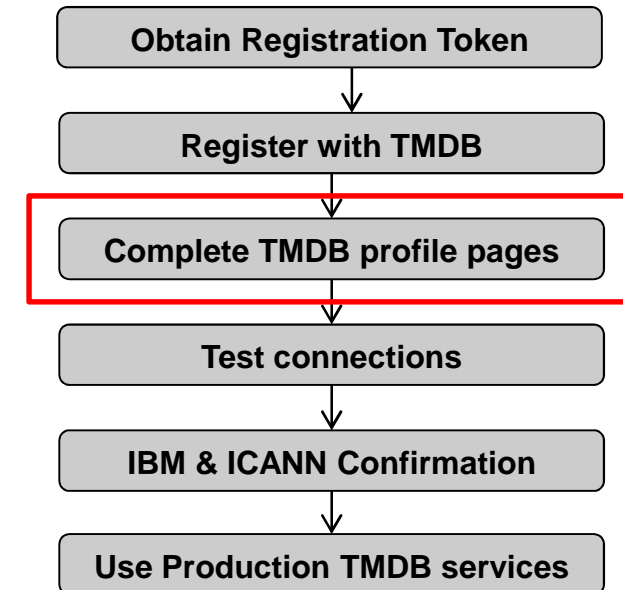 Obtain Registration Token
Register with TMDB
Complete TMDB profile pages
Test connections
IBM & ICANN Confirmation
Use Production TMDB services